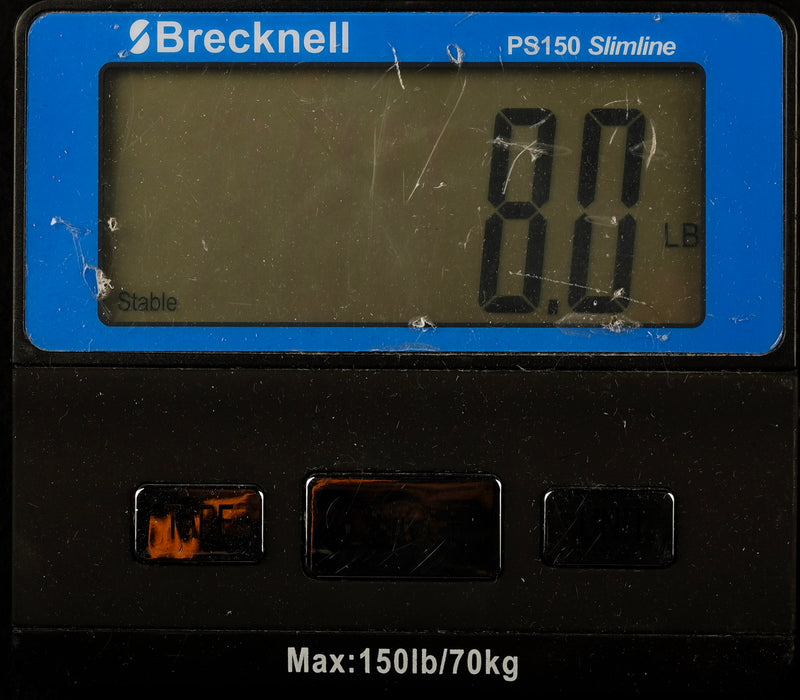 Brecknell
PS150 Slimline
8.0
LB
Stable
Max:150lb/70kg